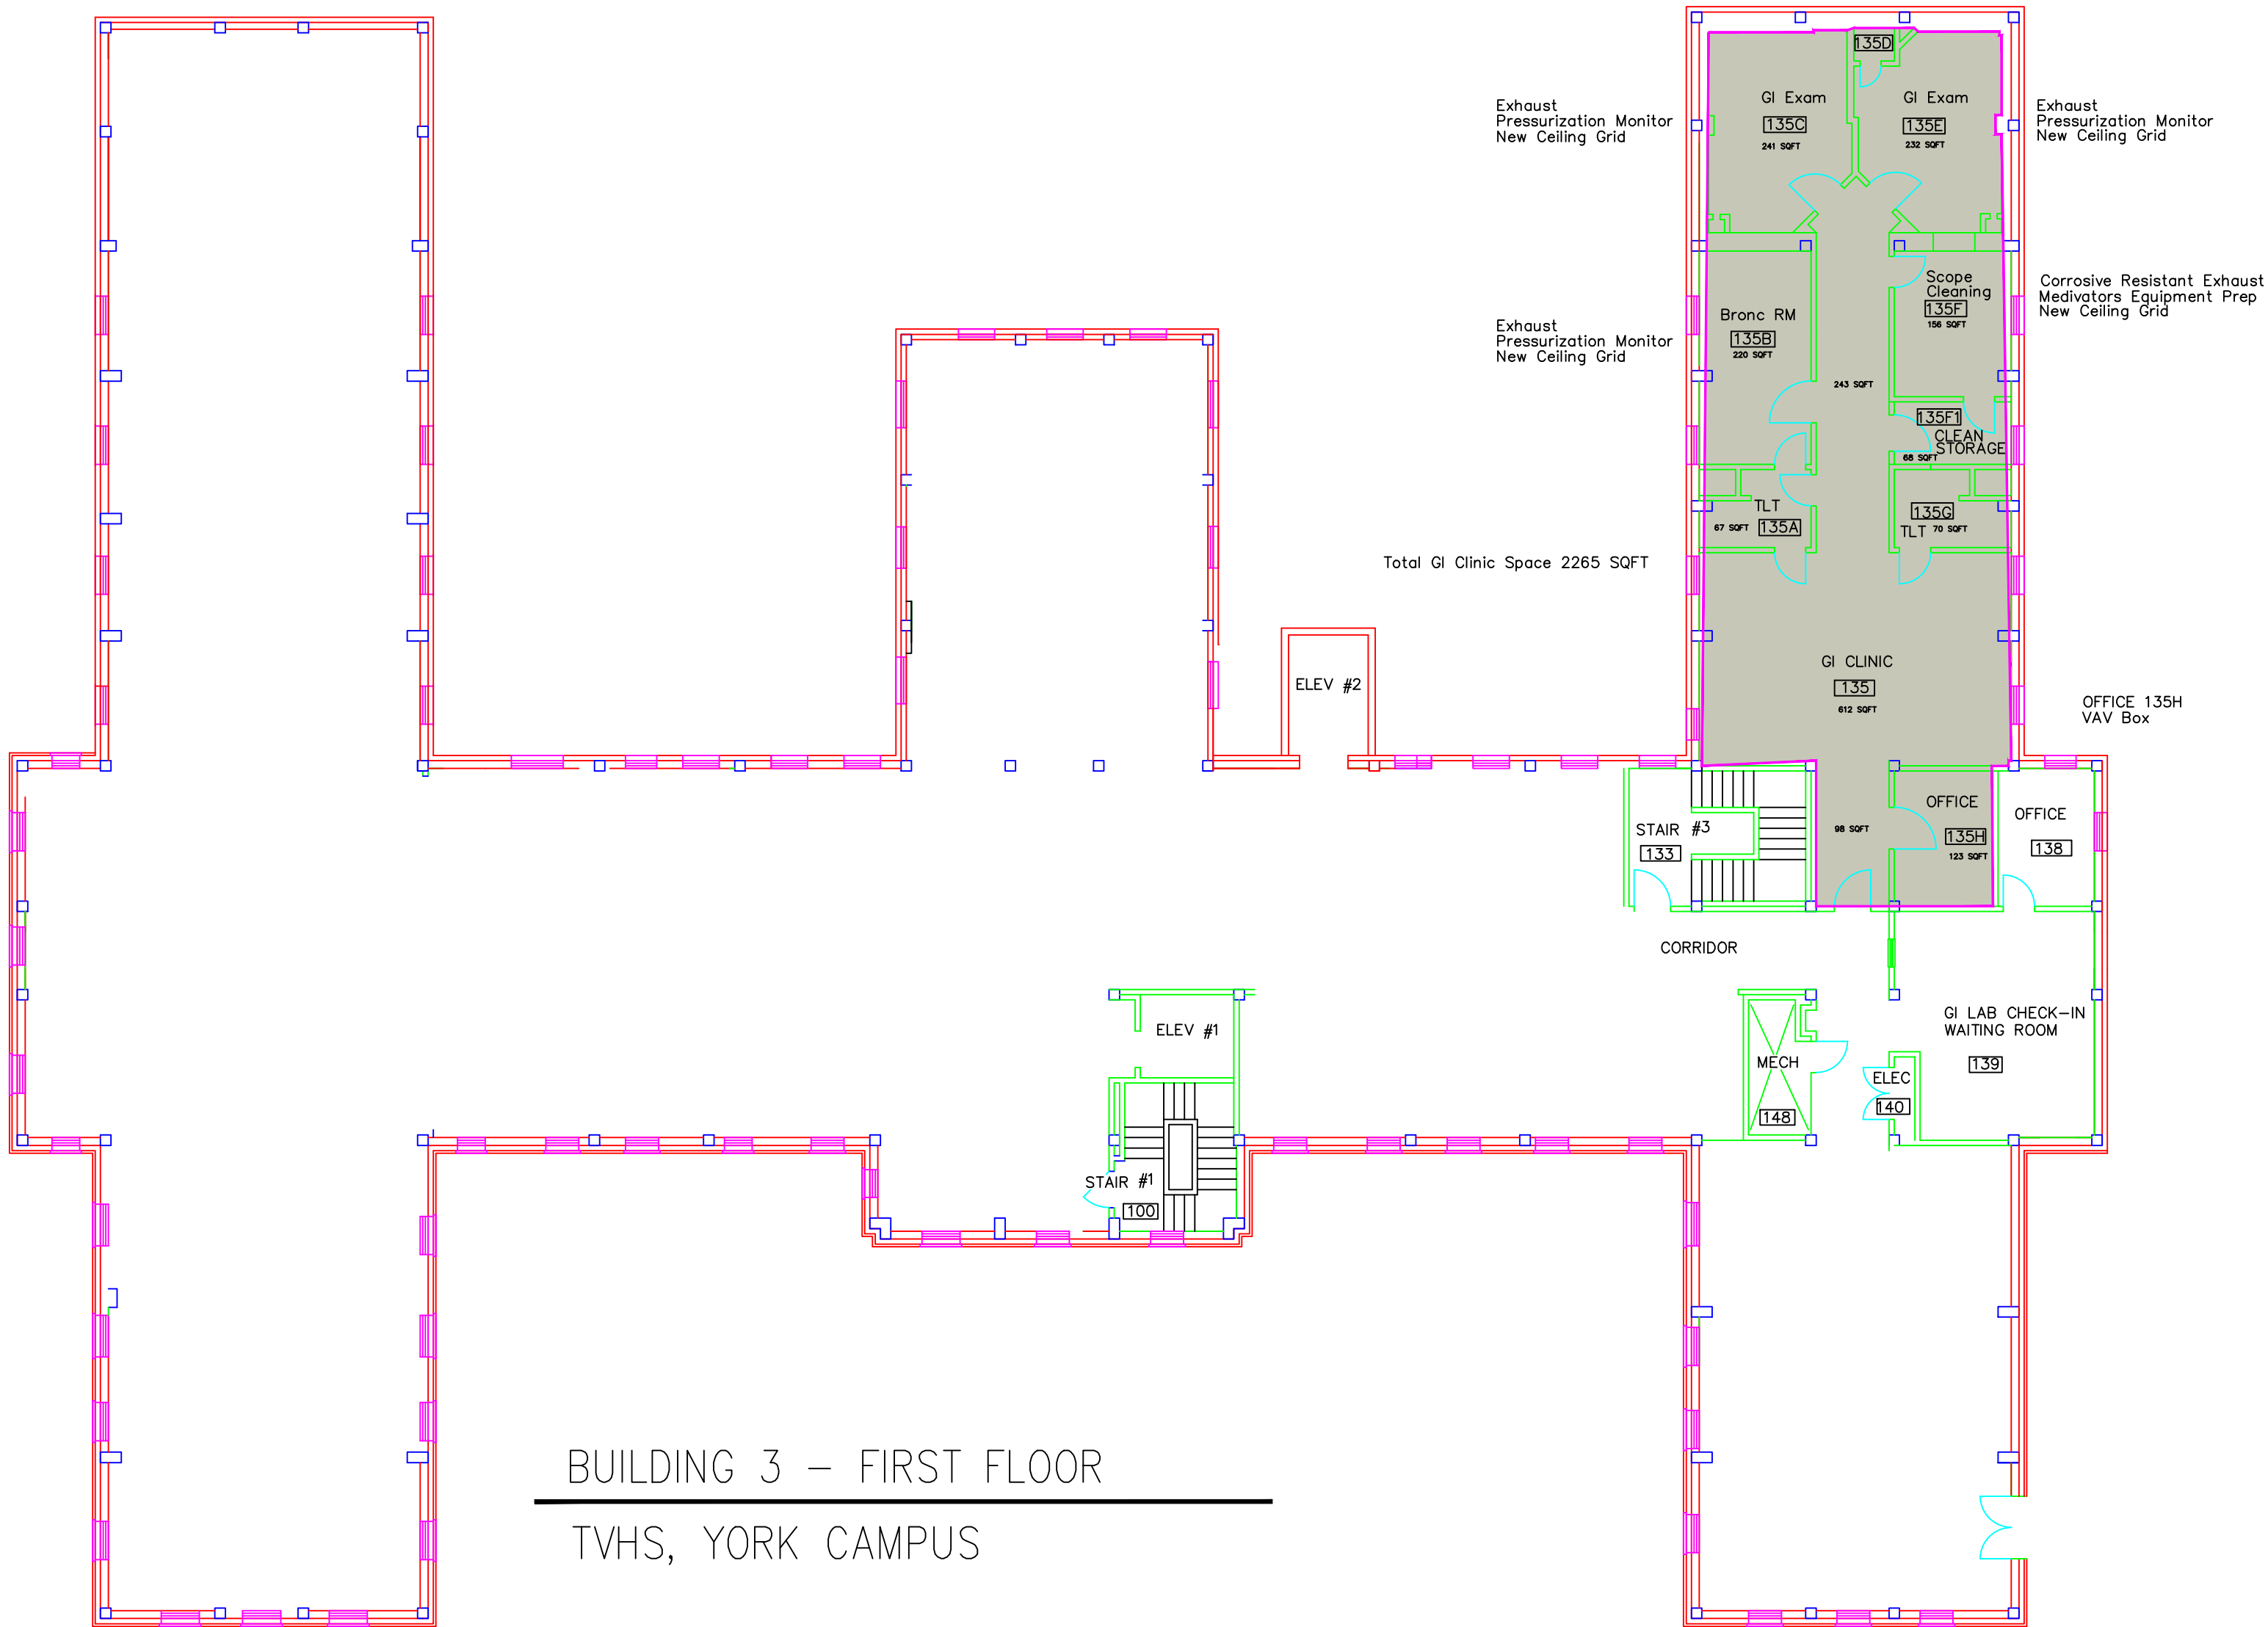 135D
GI Exam
135C
241 SQFT
GI Exam
135E
232 SQFT
Exhaust
Pressurization Monitor
New Ceiling Grid
Exhaust
Pressurization Monitor
New Ceiling Grid
Scope
Cleaning
135F
156 SQFT
Corrosive Resistant Exhaust
Medivators Equipment Prep
New Ceiling Grid
Exhaust
Pressurization Monitor
New Ceiling Grid
Bronc RM
135B
220 SQFT
243 SQFT
135F1
CLEAN
STORAGE
68 SQFT
TLT
67 SQFT 135A
135G
TLT 70 SQFT
Total GI Clinic Space 2265 SQFT
GI CLINIC
135
612 SQFT
ELEV #2
OFFICE 135H
VAV Box
STAIR #3
133
98 SQFT
OFFICE
135H
123 SQFT
OFFICE
138
CORRIDOR
ELEV #1
GI LAB CHECK-IN
WAITING ROOM
139
MECH
148
ELEC
140
STAIR #1
100
BUILDING 3 – FIRST FLOOR
TVHS, YORK CAMPUS